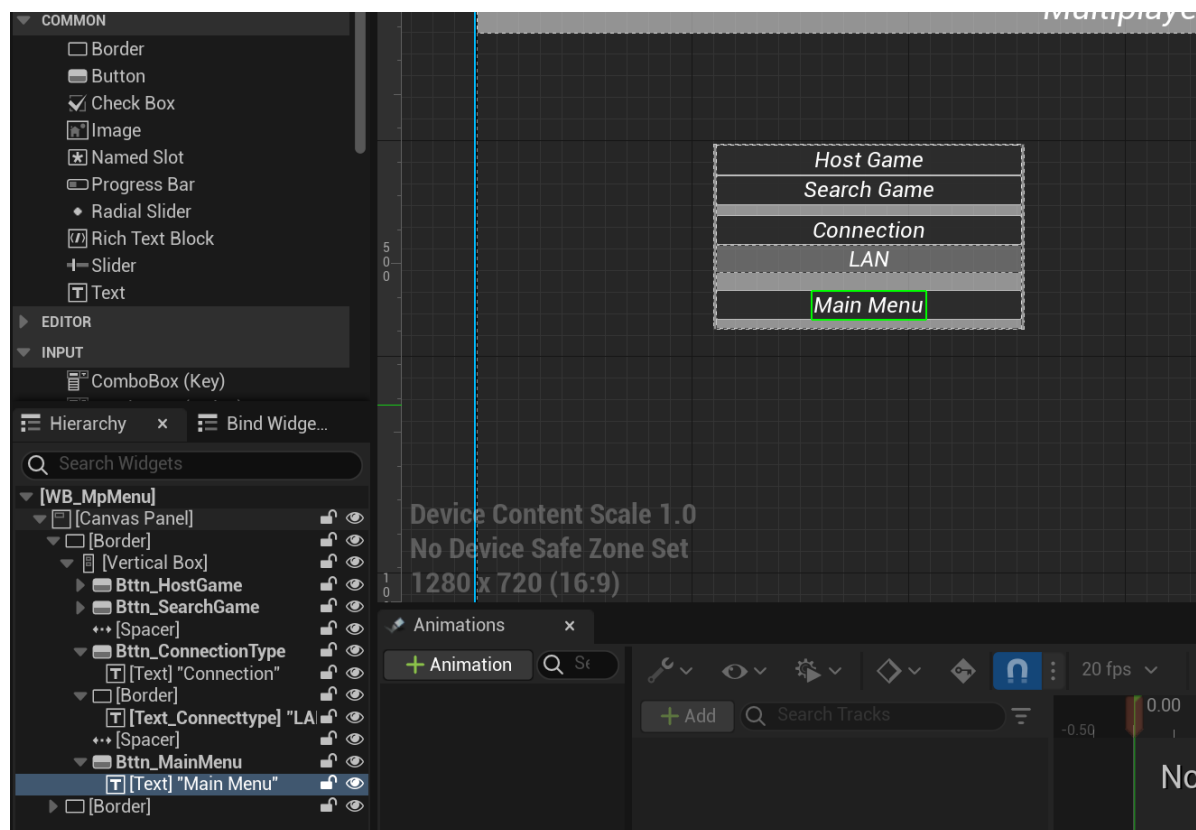 COMMON
Border
Button
Check Box
Image
Named Slot
Progress Bar
Radial Slider
Rich Text Block
Slider
Text
EDITOR
INPUT
ComboBox (Key)
Hierarchy
Bind Widge...
Search Widgets
[WB_MpMenu]
[Canvas Panel]
[Border]
[Vertical Box]
Bttn_HostGame
Bttn_SearchGame
[Spacer]
Bttn_ConnectionType
[Text] "Connection"
[Border]
[Text_Connecttype] "LA
[Spacer]
Bttn_MainMenu
[Text] "Main Menu"
[Border]
Host Game
Search Game
Connection
LAN
Main Menu
500
Device Content Scale 1.0
No Device Safe Zone Set
1280 x 720 (16:9)
10
Animations
Animation
Se
20 fps
Add
Search Tracks
-0.50
0.00
No